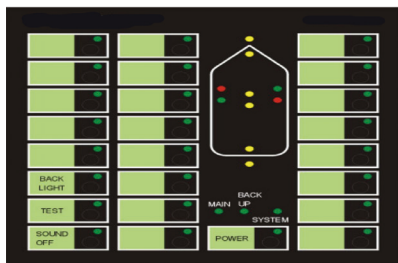 BACK
LIGHT
TEST
SOUND
OFF
MAIN
BACK
UP
SYSTEM
POWER